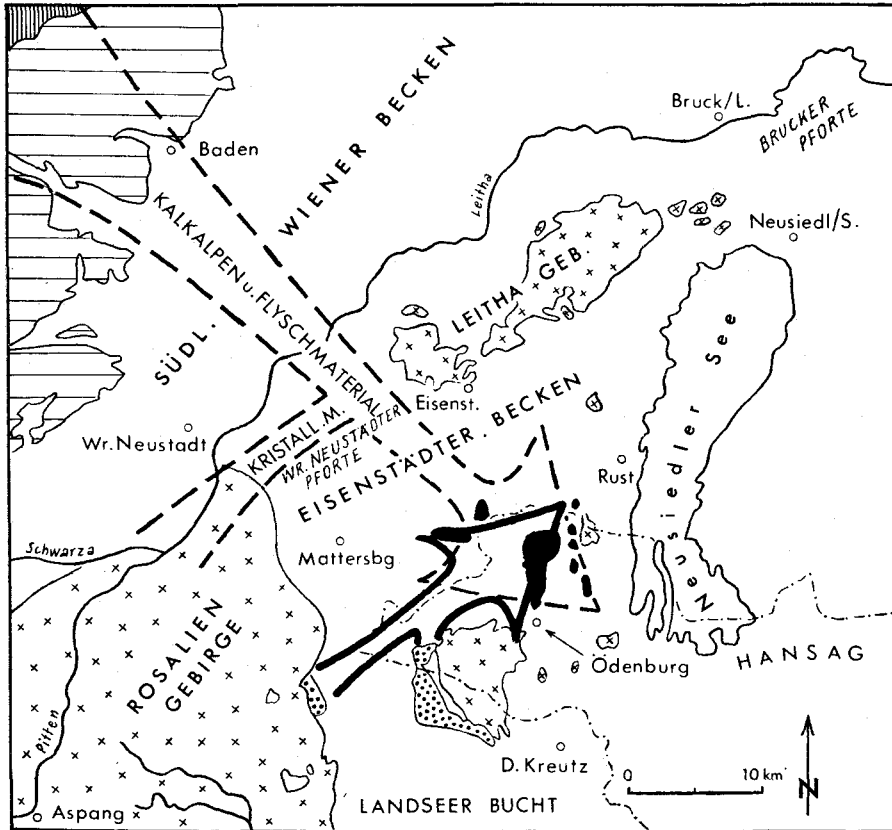 Baden
WIENER BECKEN
Bruck/L.
BRUCKER PFORTE
Leitha
Neusiedl/S.
KALKALPEN u. FLYSCHMATERIAL
LEITHA GEB.
SÜDL.
Neusiedler See
Eisenst.
Wr. Neustadt
KRISTALL. M.
WR. NEUSTÄDTER
PFORTE
EISENSTÄDTER BECKEN
Rust
Schwarza
Mattersbg
ROSALIEN
GEBIRGE
Ödenburg
HANSAG
Pitten
D. Kreutz
0 10 km
N
Aspang
LANDSEER BUCHT